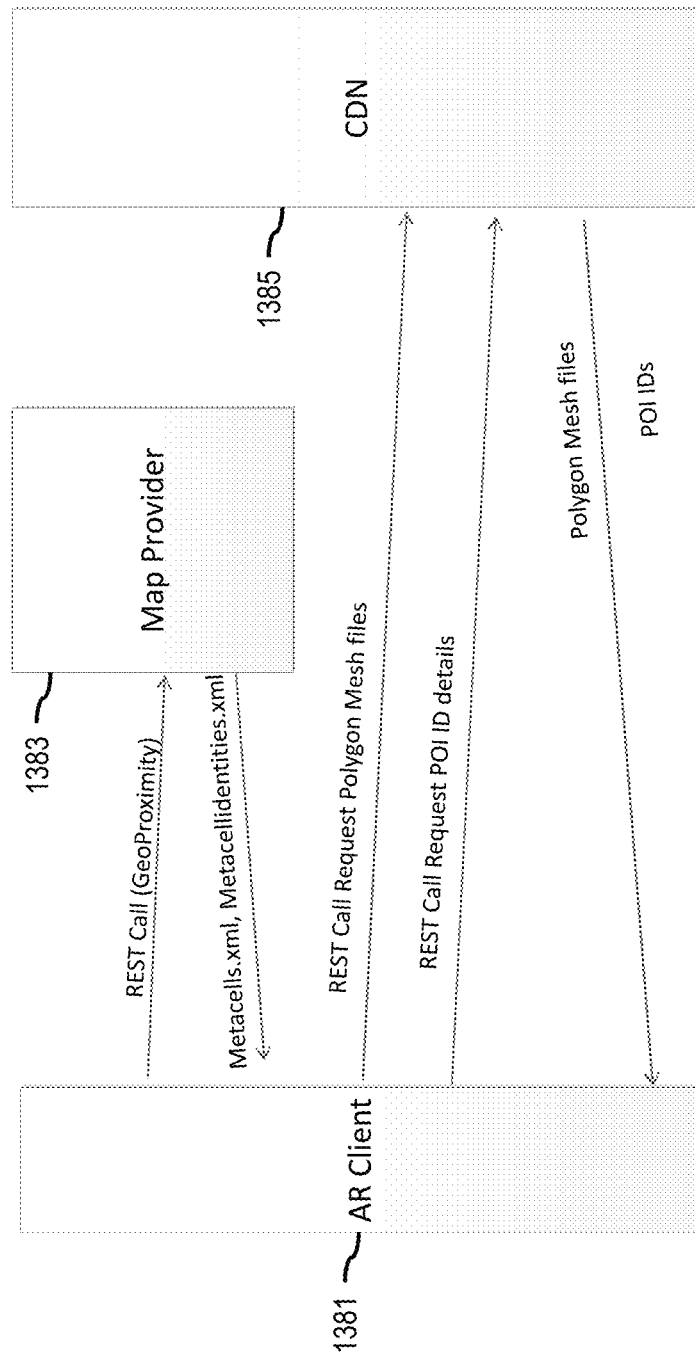 1381
AR Client
1383
Map Provider
1385
CDN
REST Call (GeoProximity)
Metacells.xml, Metacellidentities.xml
REST Call Request Polygon Mesh files
REST Call Request POI ID details
Polygon Mesh files
POI IDs